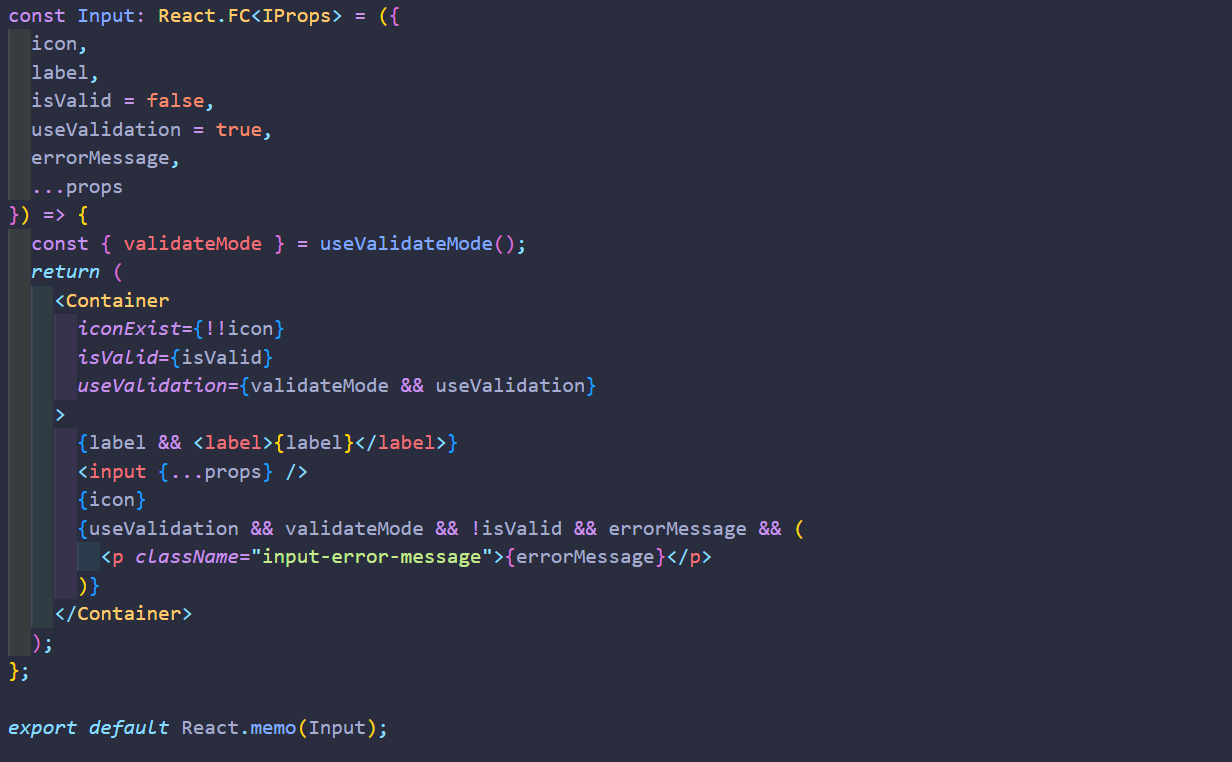 const Input: React.FC<IProps> = ({
  icon,
  label,
  isValid = false,
  useValidation = true,
  errorMessage,
  ...props
}) => {
  const { validateMode } = useValidateMode();
  return (
    <Container
      iconExist={!!icon}
      isValid={isValid}
      useValidation={validateMode && useValidation}
    >
      {label && <label>{label}</label>}
      <input {...props} />
      {icon}
      {useValidation && validateMode && !isValid && errorMessage && (
        <p className="input-error-message">{errorMessage}</p>
      )}
    </Container>
  );
};

export default React.memo(Input);